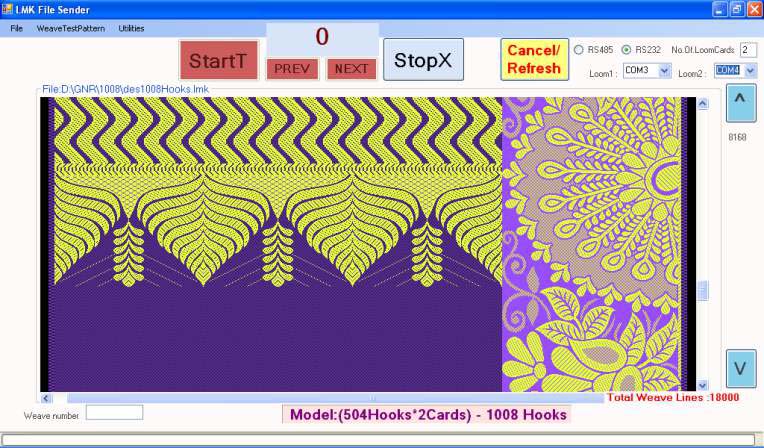 LMK File Sender
File WeaveTestPattern Utilities
0
StartT
PREV
NEXT
StopX
Cancel/
Refresh
RS485 RS232 No.Of.LoomCards 2
Loom1 : COM3 Loom2 : COM4
File:D:\GNR\1008\des1008Hooks.lmk
^
8168
V
Total Weave Lines :18000
Weave number
Model:(504Hooks*2Cards) - 1008 Hooks